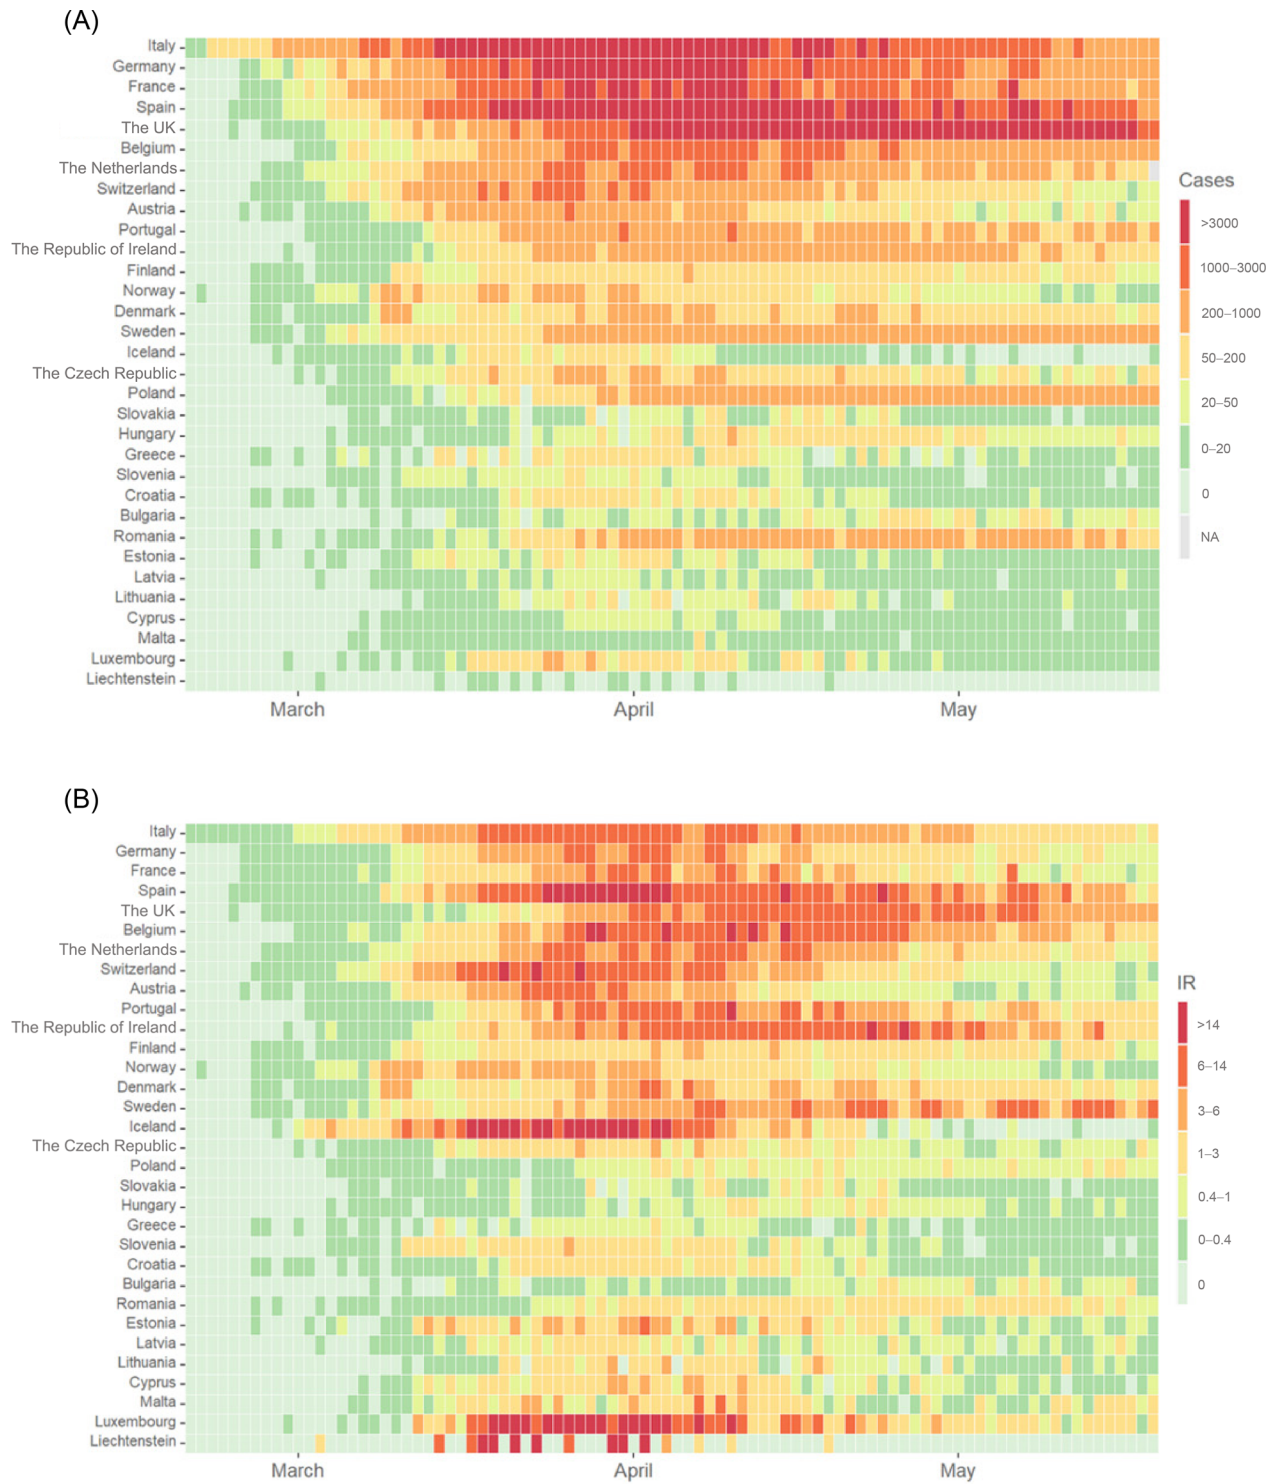 (A)
Italy
Germany
France
Spain
The UK
Belgium
The Netherlands
Switzerland
Austria
Portugal
The Republic of Ireland
Finland
Norway
Denmark
Sweden
Iceland
The Czech Republic
Poland
Slovakia
Hungary
Greece
Slovenia
Croatia
Bulgaria
Romania
Estonia
Latvia
Lithuania
Cyprus
Malta
Luxembourg
Liechtenstein
March April May
Cases
>3000
1000–3000
200–1000
50–200
20–50
0–20
0
NA
(B)
Italy
Germany
France
Spain
The UK
Belgium
The Netherlands
Switzerland
Austria
Portugal
The Republic of Ireland
Finland
Norway
Denmark
Sweden
Iceland
The Czech Republic
Poland
Slovakia
Hungary
Greece
Slovenia
Croatia
Bulgaria
Romania
Estonia
Latvia
Lithuania
Cyprus
Malta
Luxembourg
Liechtenstein
March April May
IR
>14
6–14
3–6
1–3
0.4–1
0–0.4
0